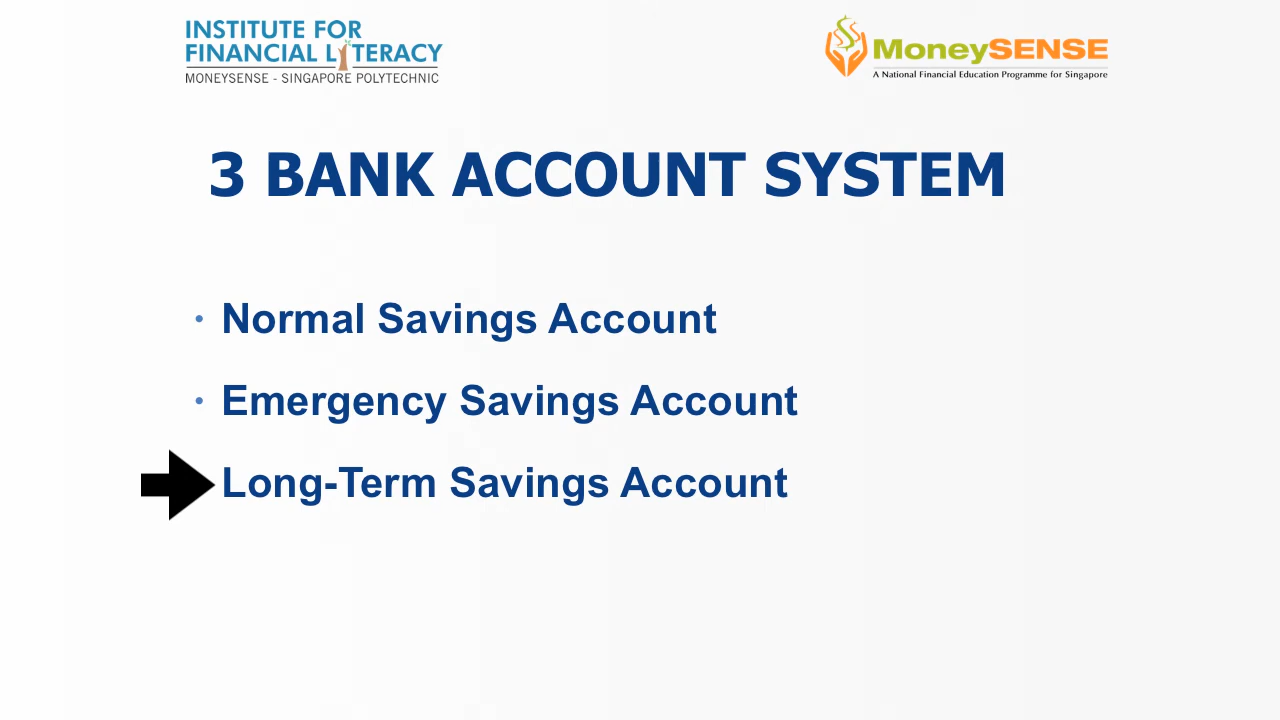 INSTITUTE FOR
FINANCIAL LITERACY
MONEYSENSE - SINGAPORE POLYTECHNIC
MoneySENSE
A National Financial Education Programme for Singapore
3 BANK ACCOUNT SYSTEM
• Normal Savings Account
• Emergency Savings Account
Long-Term Savings Account